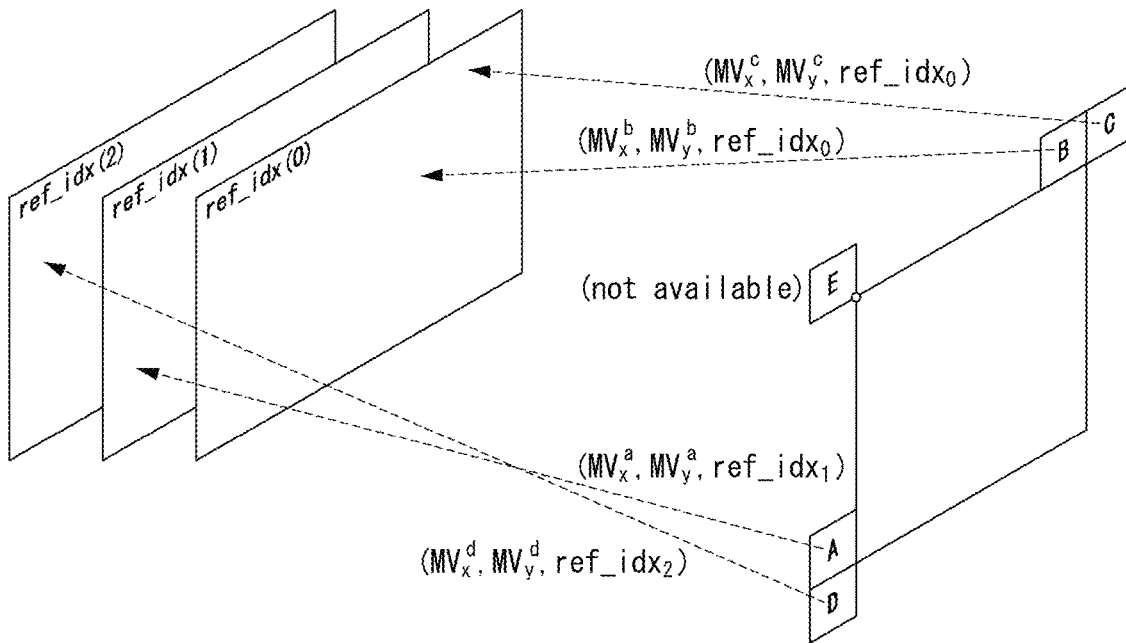 (MV_x^c, MV_y^c, ref_idx_0)
C
(MV_x^b, MV_y^b, ref_idx_0)
B
ref_idx(2)
ref_idx(1)
ref_idx(0)
(not available)
E
(MV_x^a, MV_y^a, ref_idx_1)
A
(MV_x^d, MV_y^d, ref_idx_2)
D